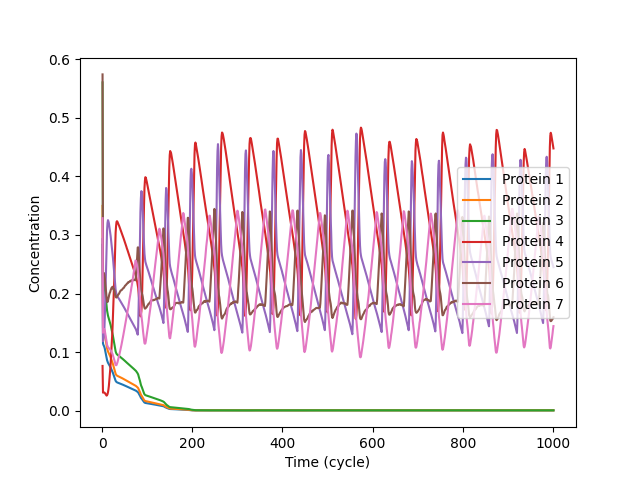 0.6
0.5
0.4
0.3
0.2
0.1
0.0
Concentration
0
200
400
600
800
1000
Time (cycle)
Protein 1
Protein 2
Protein 3
Protein 4
Protein 5
Protein 6
Protein 7